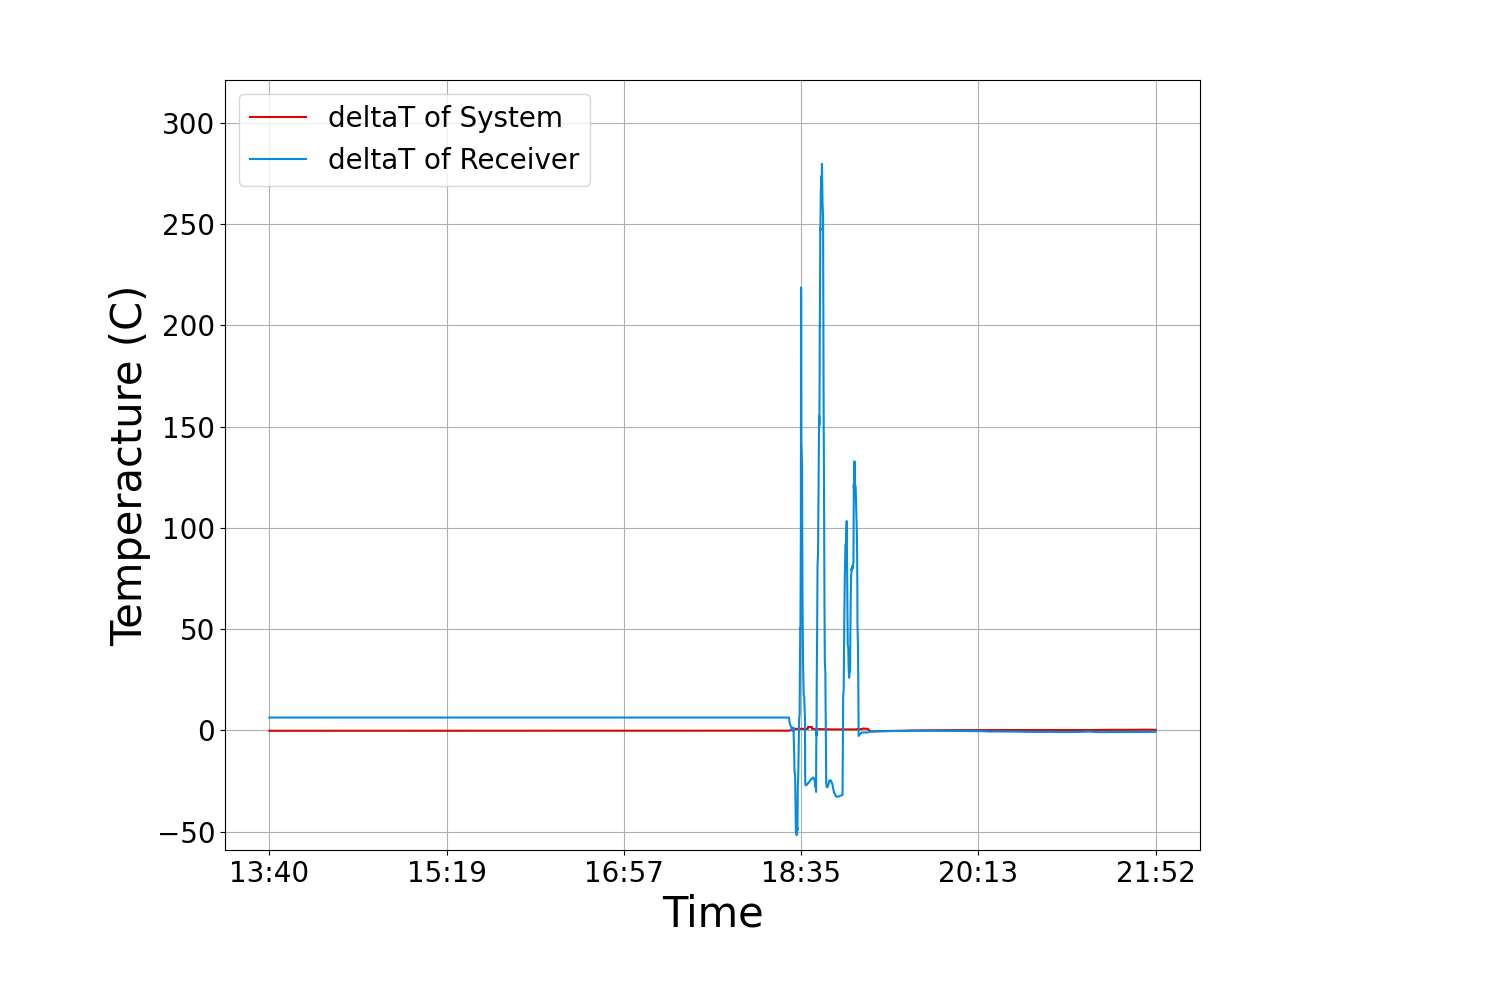 deltaT of System
deltaT of Receiver
300
250
200
150
100
50
0
−50
Temperacture (C)
13:40 15:19 16:57 18:35 20:13 21:52
Time